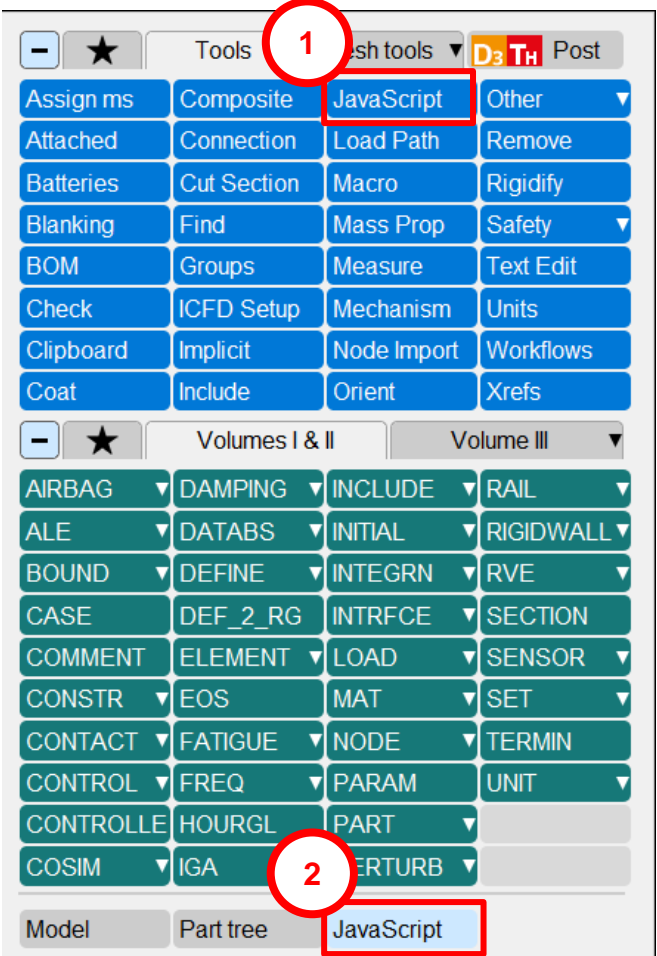 1
− ★ Tools esh tools ▼ D3 TH Post
Assign ms Composite JavaScript Other ▼
Attached Connection Load Path Remove
Batteries Cut Section Macro Rigidify
Blanking Find Mass Prop Safety ▼
BOM Groups Measure Text Edit
Check ICFD Setup Mechanism Units
Clipboard Implicit Node Import Workflows
Coat Include Orient Xrefs
− ★ Volumes I & II Volume III ▼
AIRBAG ▼ DAMPING ▼ INCLUDE ▼ RAIL ▼
ALE ▼ DATABS ▼ INITIAL ▼ RIGIDWALL ▼
BOUND ▼ DEFINE ▼ INTEGRN ▼ RVE ▼
CASE DEF_2_RG INTRFCE ▼ SECTION
COMMENT ELEMENT ▼ LOAD ▼ SENSOR ▼
CONSTR ▼ EOS MAT ▼ SET ▼
CONTACT ▼ FATIGUE ▼ NODE ▼ TERMIN
CONTROL ▼ FREQ ▼ PARAM UNIT ▼
CONTROLLE HOURGL PART ▼
COSIM ▼ IGA ERTURB ▼
2
Model Part tree JavaScript